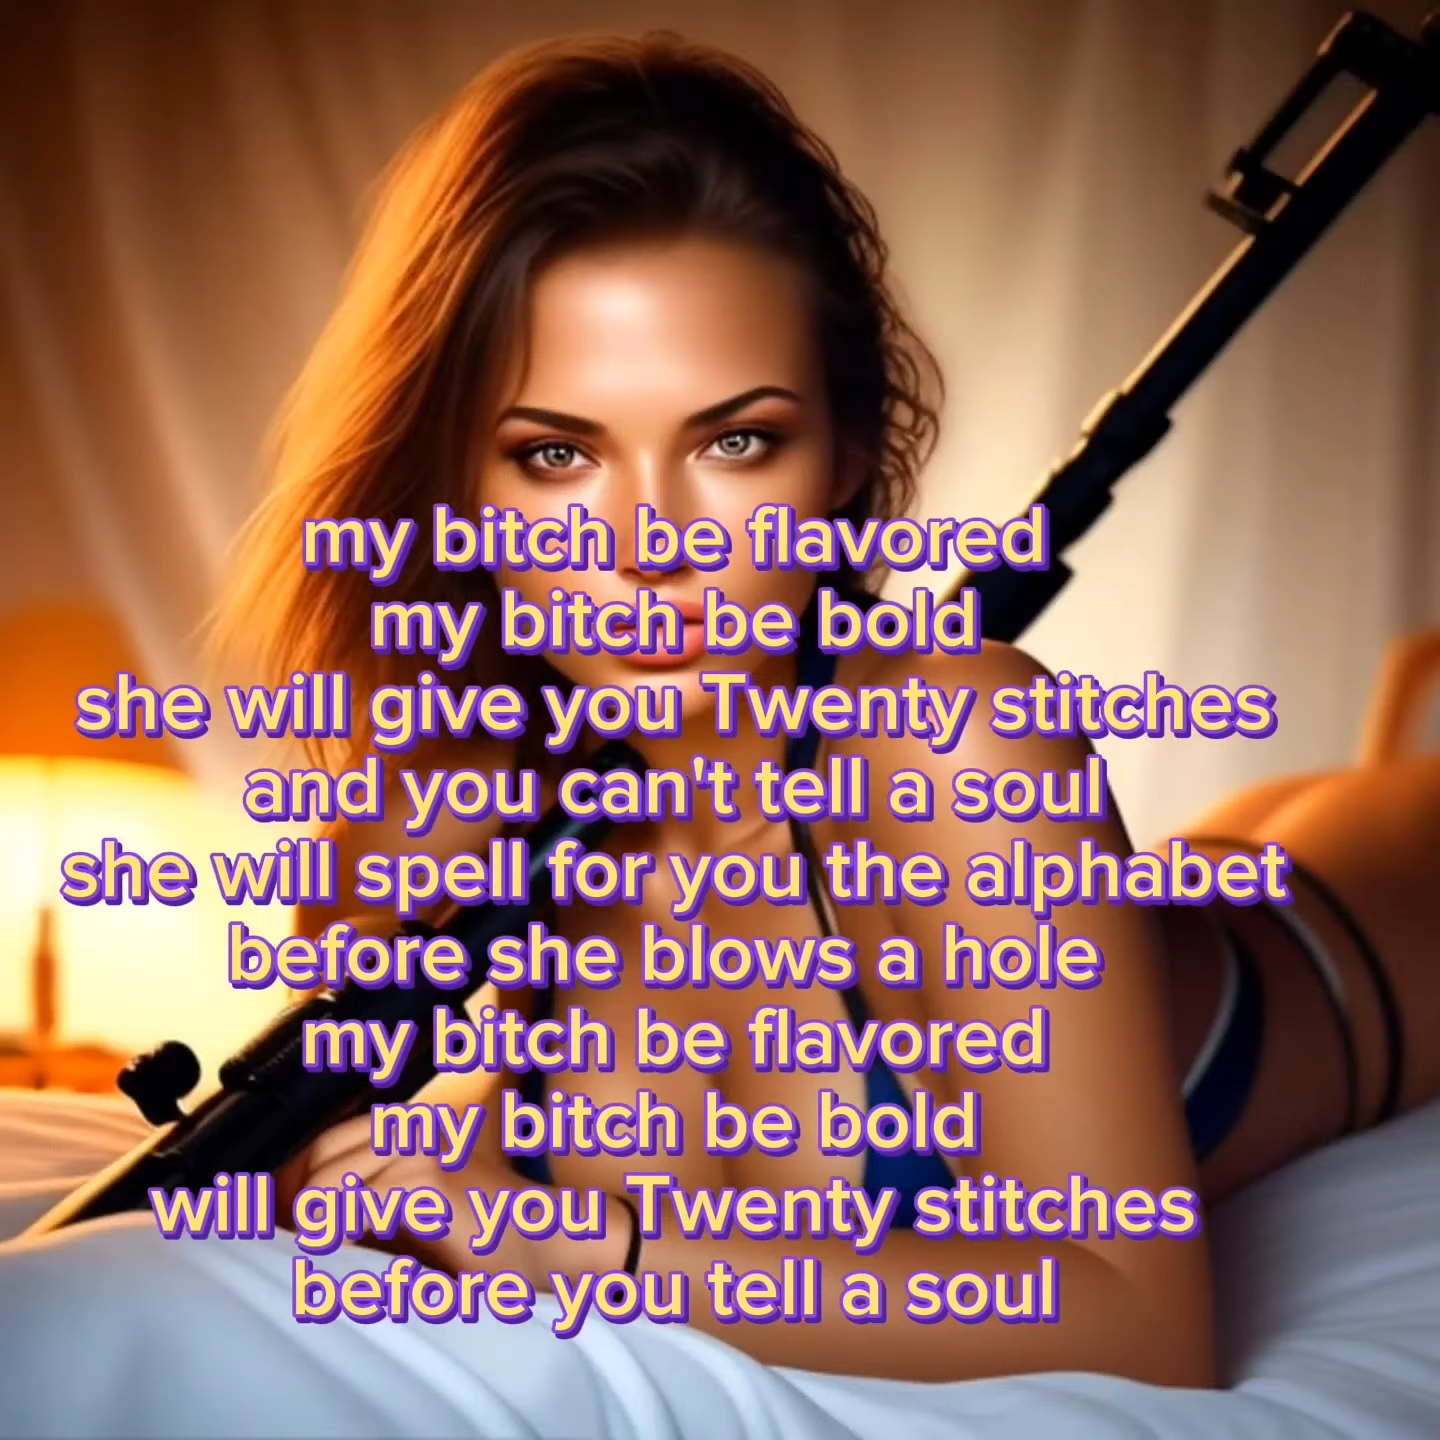 my bitch be flavored
my bitch be bold
she will give you Twenty stitches
and you can't tell a soul
she will spell for you the alphabet
before she blows a hole
my bitch be flavored
my bitch be bold
will give you Twenty stitches
before you tell a soul